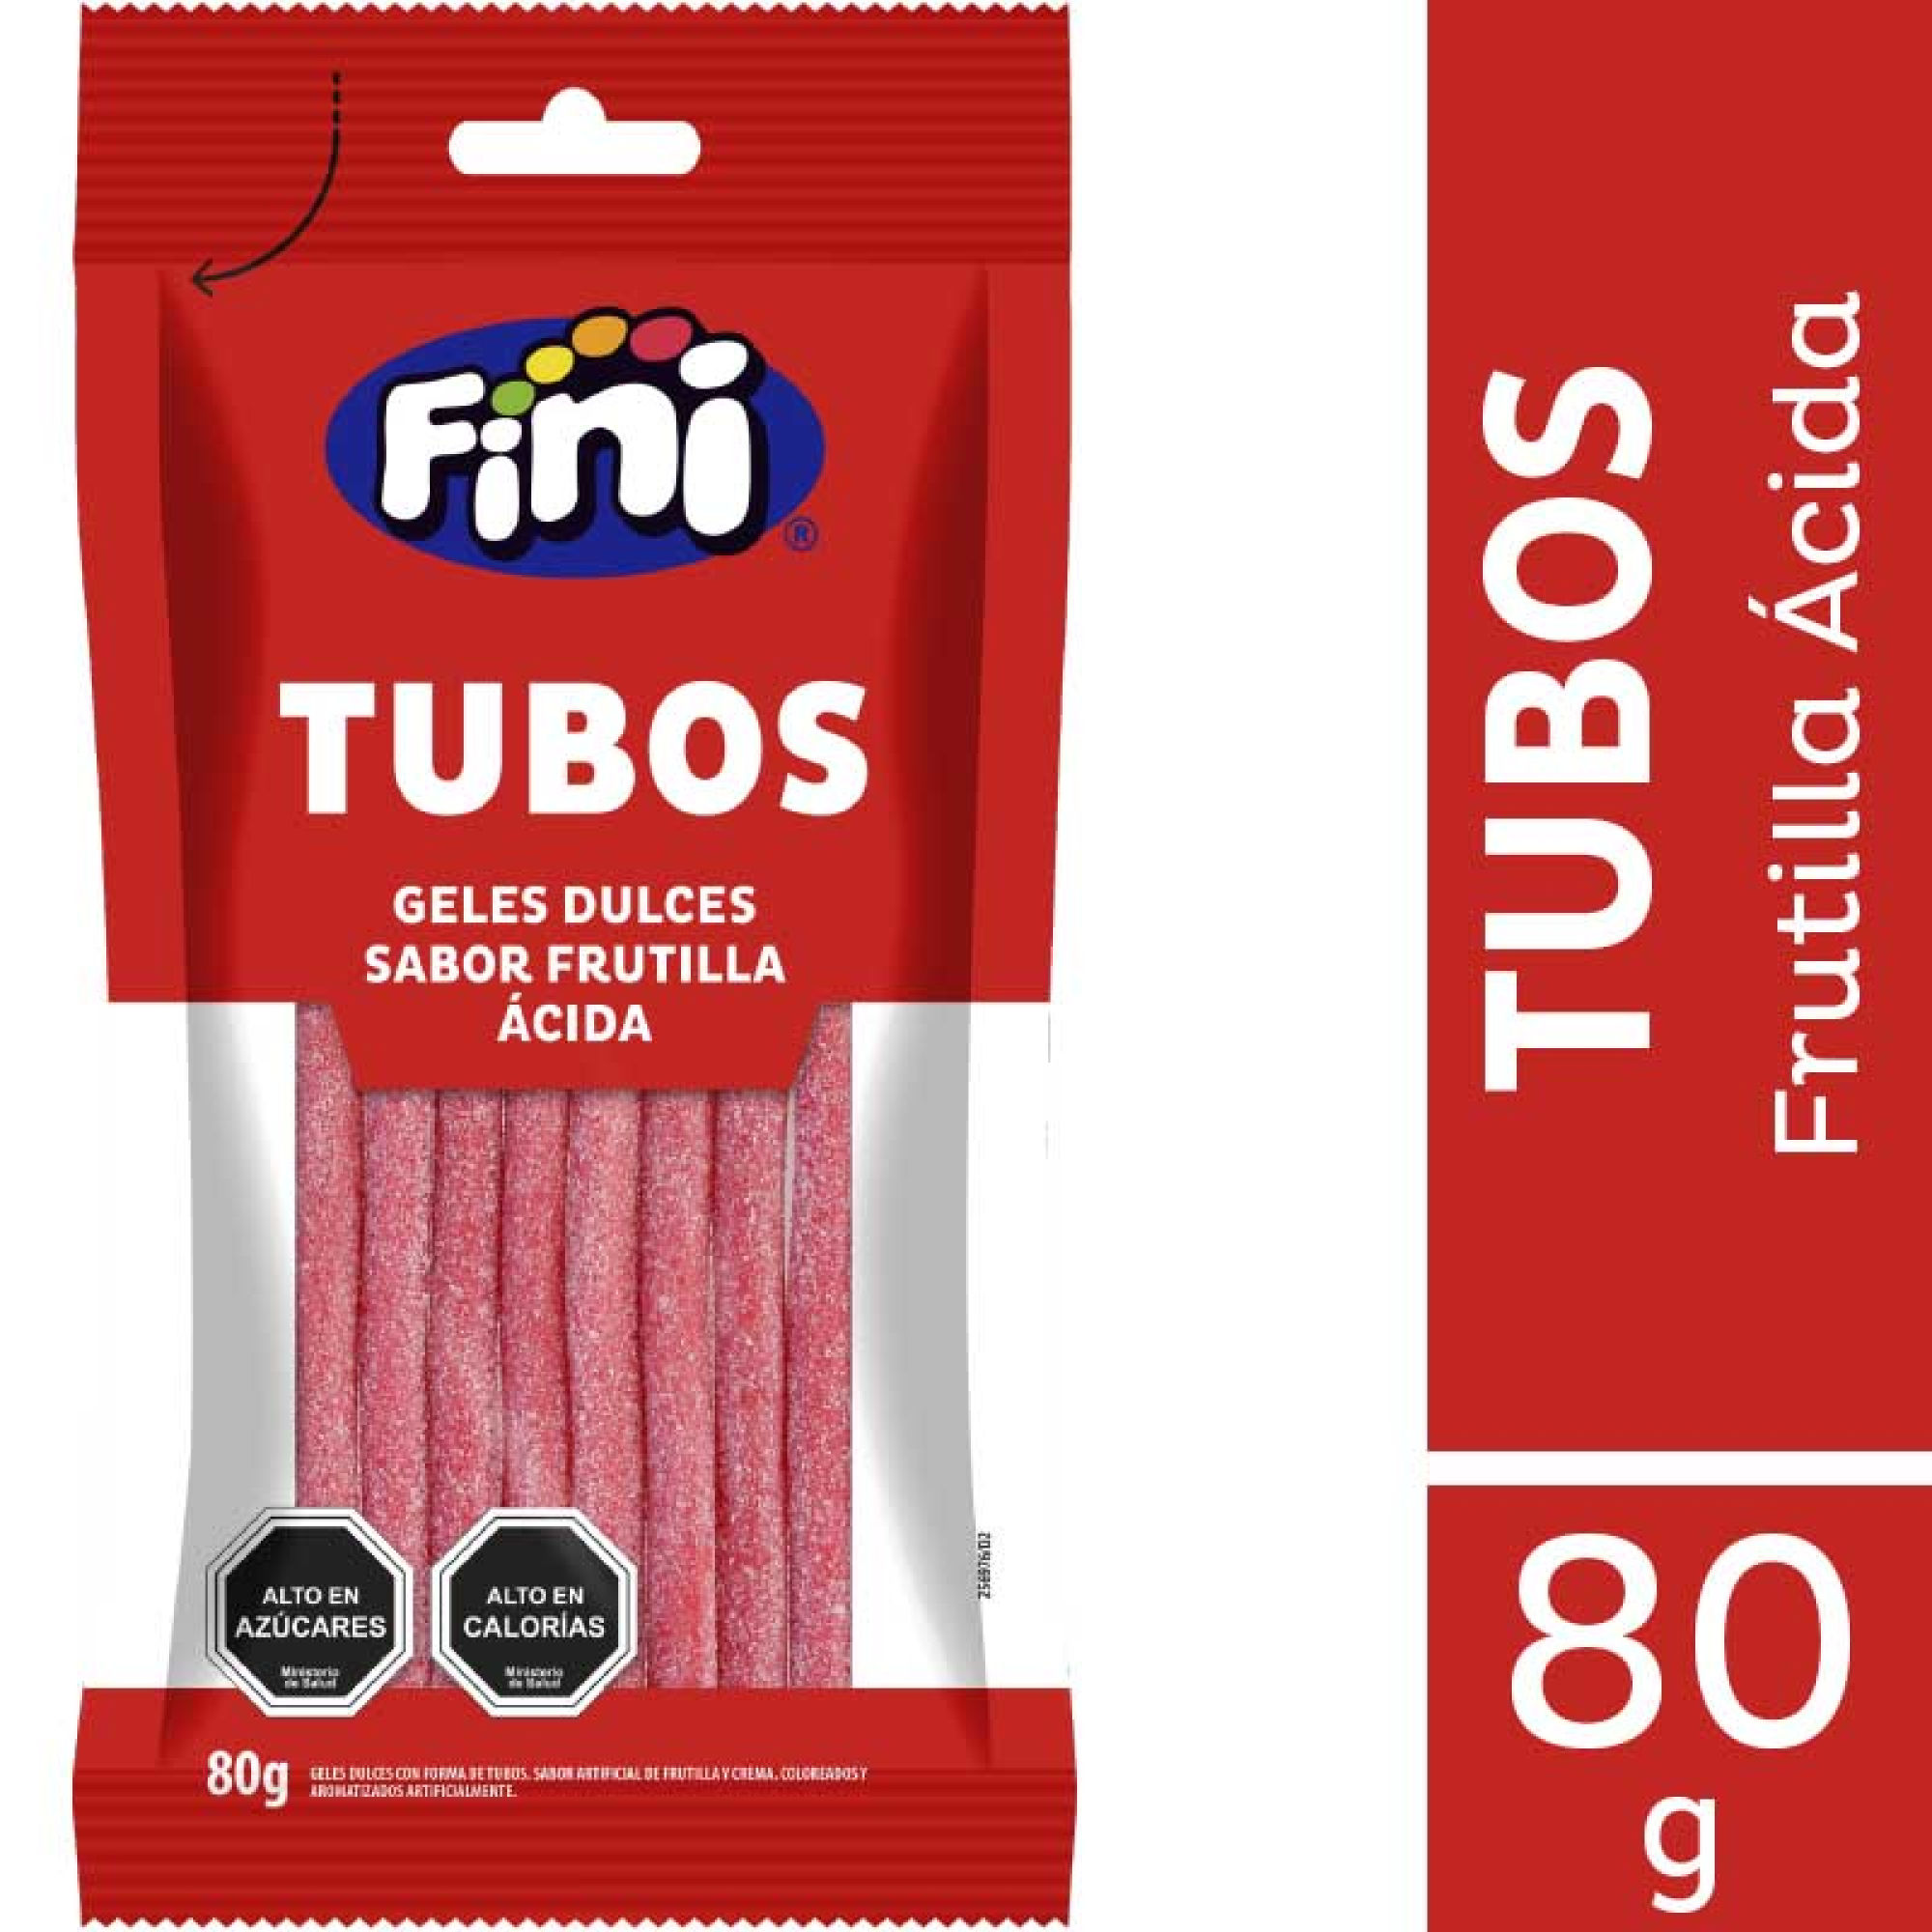 Fini
®
TUBOS
GELES DULCES
SABOR FRUTILLA
ÁCIDA
ALTO EN
AZÚCARES
Ministerio
de Salud
ALTO EN
CALORÍAS
Ministerio
de Salud
256976/02
80g
GELES DULCES CON FORMA DE TUBOS. SABOR ARTIFICIAL DE FRUTILLA Y CREMA. COLOREADOS Y
AROMATIZADOS ARTIFICIALMENTE.
TUBOS
Frutilla Ácida
80
g